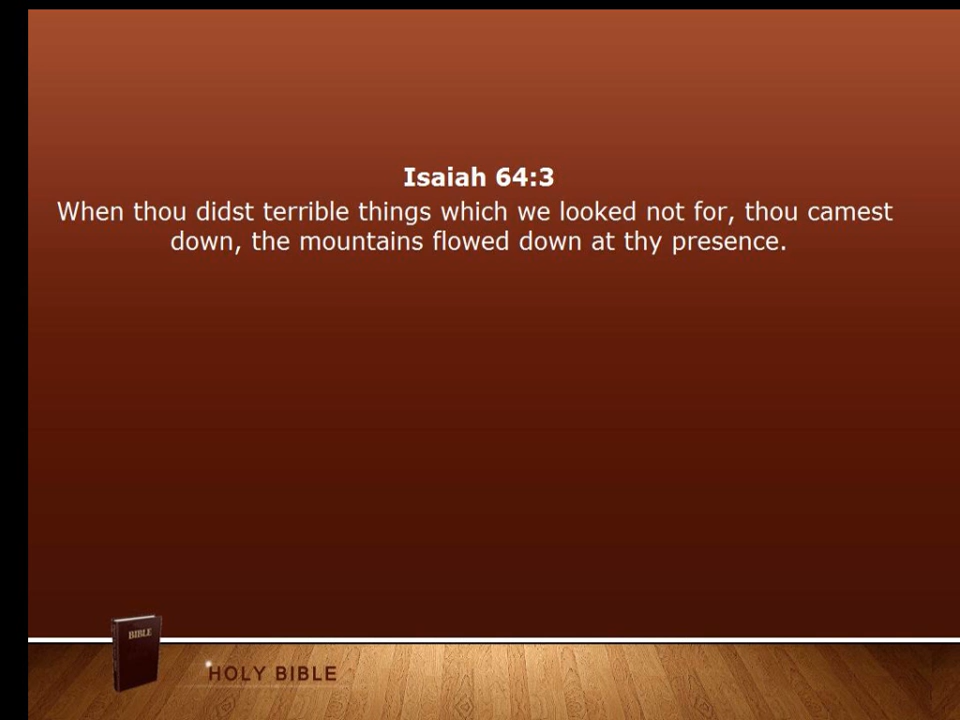 Isaiah 64:3
When thou didst terrible things which we looked not for, thou camest
down, the mountains flowed down at thy presence.
BIBLE
HOLY BIBLE